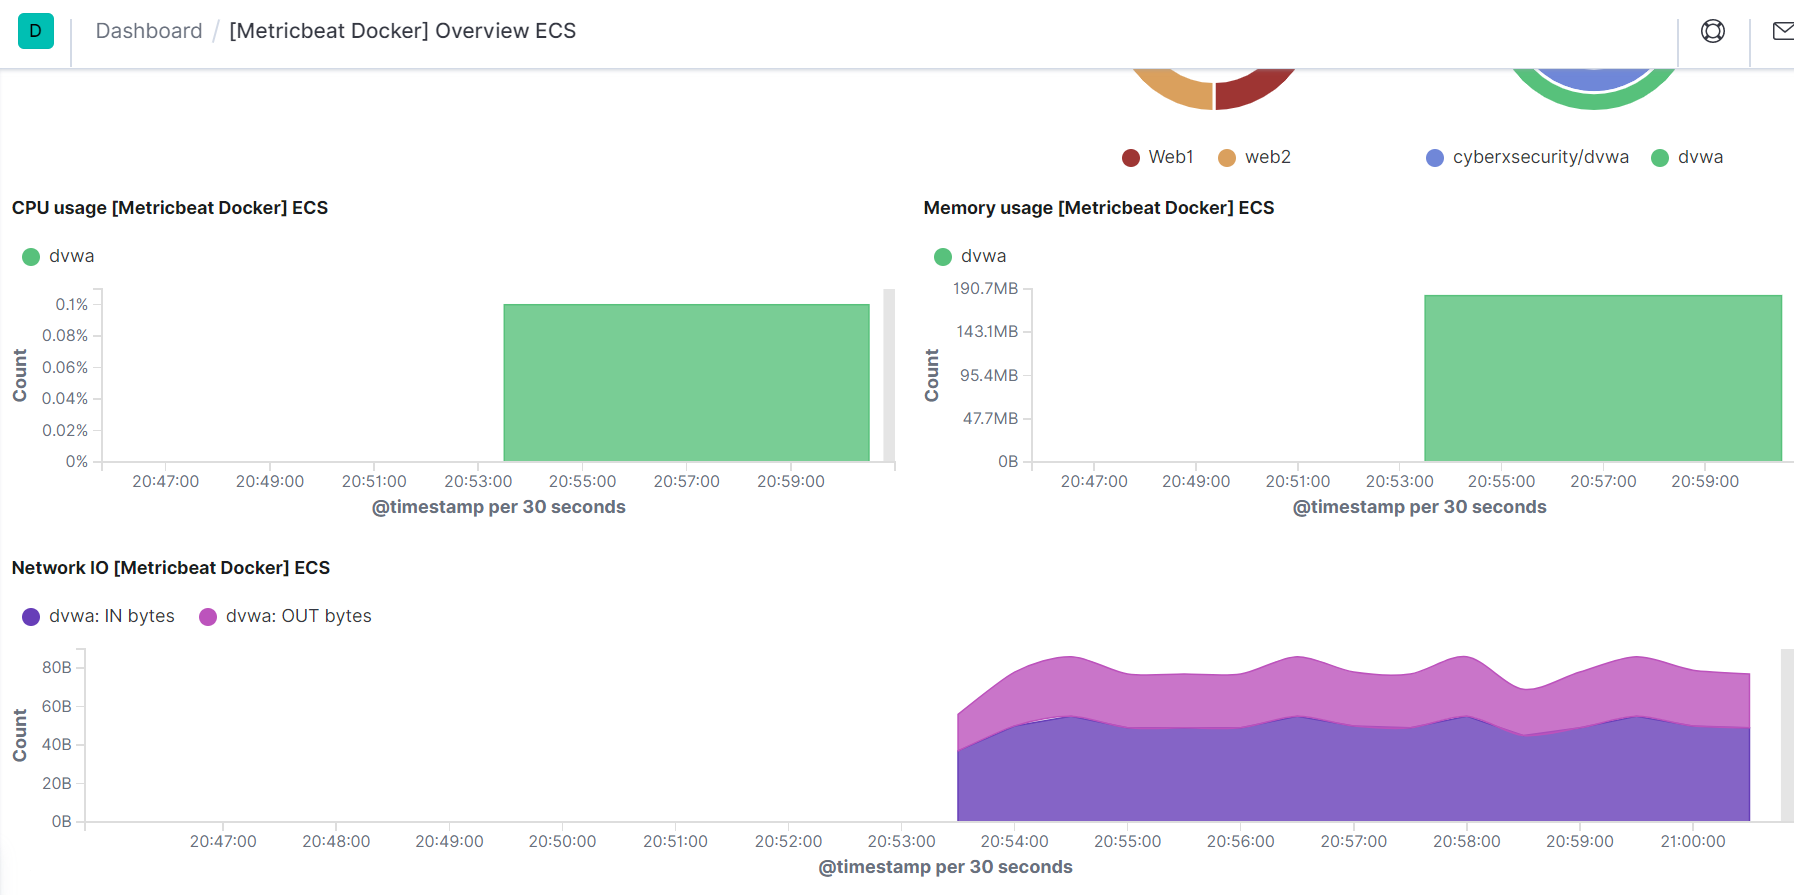 D Dashboard / [Metricbeat Docker] Overview ECS
Web1 web2
cyberxsecurity/dvwa dvwa
CPU usage [Metricbeat Docker] ECS
dvwa
0.1%
0.08%
0.06%
0.04%
0.02%
0%
Count
20:47:00 20:49:00 20:51:00 20:53:00 20:55:00 20:57:00 20:59:00
@timestamp per 30 seconds
Memory usage [Metricbeat Docker] ECS
dvwa
190.7MB
143.1MB
95.4MB
47.7MB
0B
Count
20:47:00 20:49:00 20:51:00 20:53:00 20:55:00 20:57:00 20:59:00
@timestamp per 30 seconds
Network IO [Metricbeat Docker] ECS
dvwa: IN bytes dvwa: OUT bytes
80B
60B
40B
20B
0B
Count
20:47:00 20:48:00 20:49:00 20:50:00 20:51:00 20:52:00 20:53:00 20:54:00 20:55:00 20:56:00 20:57:00 20:58:00 20:59:00 21:00:00
@timestamp per 30 seconds